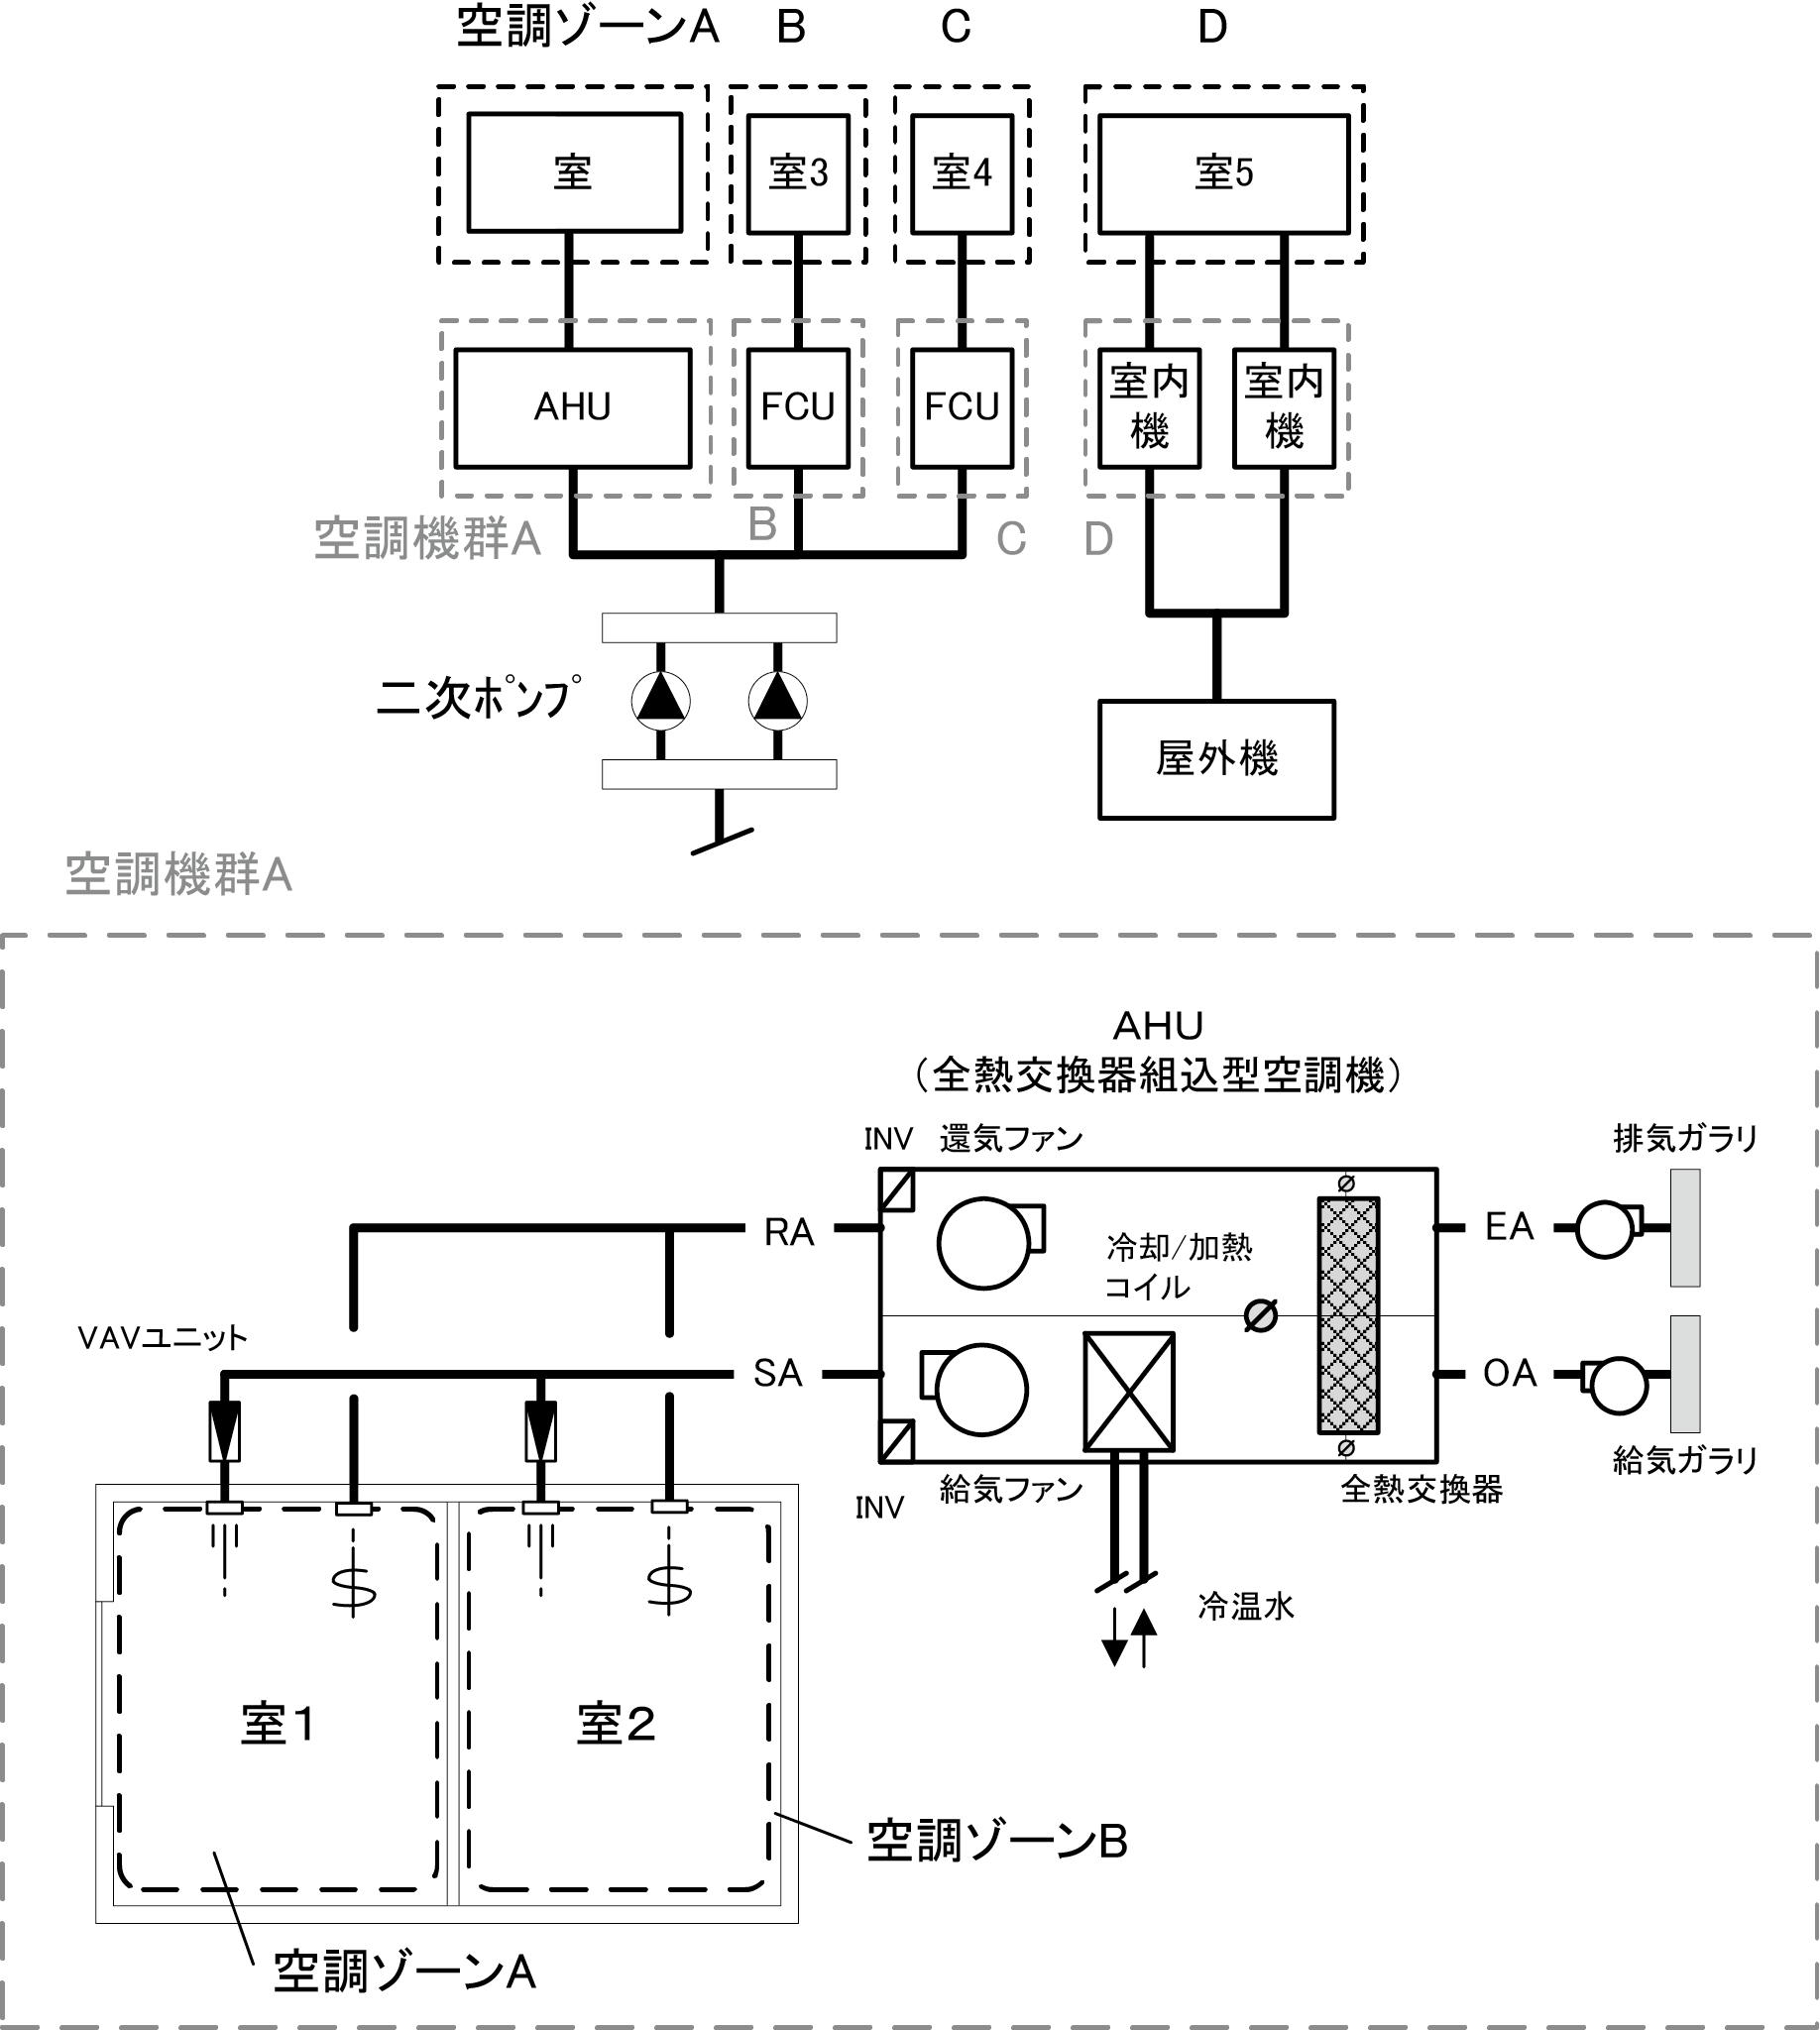 空調ゾーンA B C D
室 室3 室4 室5
AHU FCU FCU 室内機 室内機
空調機群A B C D
二次ポンプ
屋外機
空調機群A
AHU
（全熱交換器組込型空調機）
INV 還気ファン 排気ガラリ
RA EA
冷却/加熱
コイル
VAVユニット
SA OA
給気ファン 全熱交換器 給気ガラリ
INV
冷温水
室1 室2
空調ゾーンB
空調ゾーンA